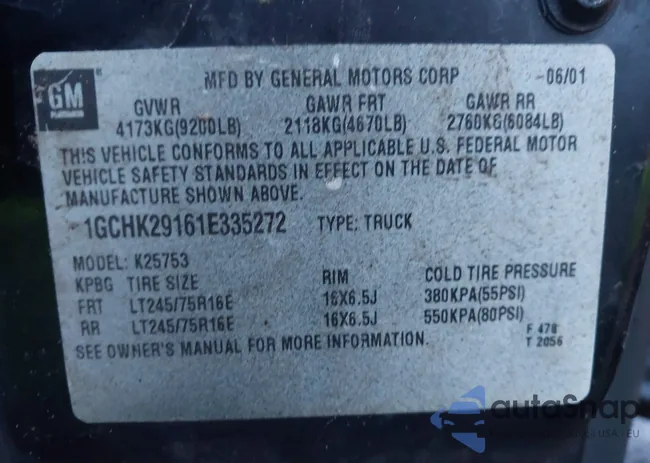 MFD BY GENERAL MOTORS CORP 06/01
GM
GVWR GAWR FRT GAWR RR
4173KG(9200LB) 2118KG(4670LB) 2760KG(6084LB)
THIS VEHICLE CONFORMS TO ALL APPLICABLE U.S. FEDERAL MOTOR
VEHICLE SAFETY STANDARDS IN EFFECT ON THE DATE OF
MANUFACTURE SHOWN ABOVE.
1GCHK29161E335272 TYPE: TRUCK
MODEL: K25753
KPBG TIRE SIZE RIM COLD TIRE PRESSURE
FRT LT245/75R16E 16X6.5J 380KPA(55PSI)
RR LT245/75R16E 16X6.5J 550KPA(80PSI)
SEE OWNER'S MANUAL FOR MORE INFORMATION.
F 478
T 2056
autoSnap